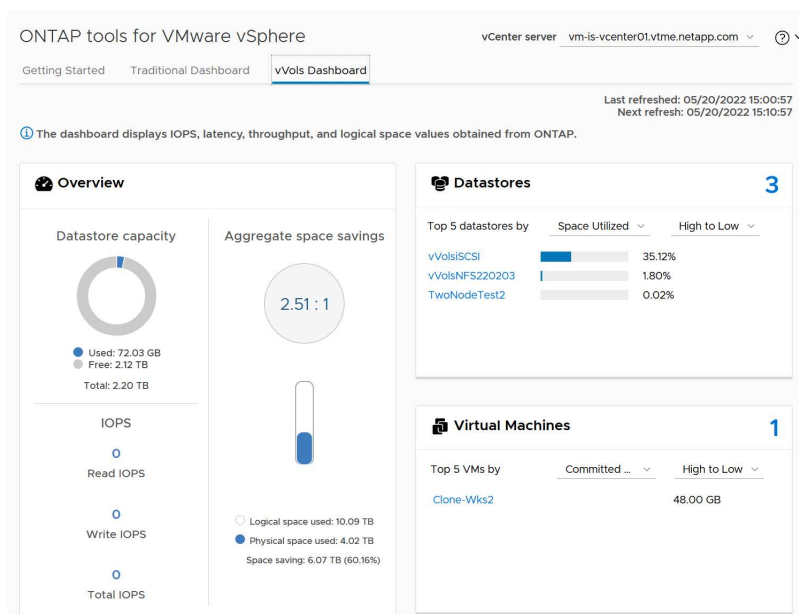 ONTAP tools for VMware vSphere
vCenter server vm-is-vcenter01.vtme.netapp.com
Getting Started Traditional Dashboard vVols Dashboard
Last refreshed: 05/20/2022 15:00:57
Next refresh: 05/20/2022 15:10:57
The dashboard displays IOPS, latency, throughput, and logical space values obtained from ONTAP.
Overview
Datastore capacity
Used: 72.03 GB
Free: 2.12 TB
Total: 2.20 TB
IOPS
0
Read IOPS
0
Write IOPS
0
Total IOPS
Aggregate space savings
2.51 : 1
Logical space used: 10.09 TB
Physical space used: 4.02 TB
Space saving: 6.07 TB (60.16%)
Datastores 3
Top 5 datastores by Space Utilized High to Low
vVolsiSCSI 35.12%
vVolsNFS220203 1.80%
TwoNodeTest2 0.02%
Virtual Machines 1
Top 5 VMs by Committed ... High to Low
Clone-Wks2 48.00 GB